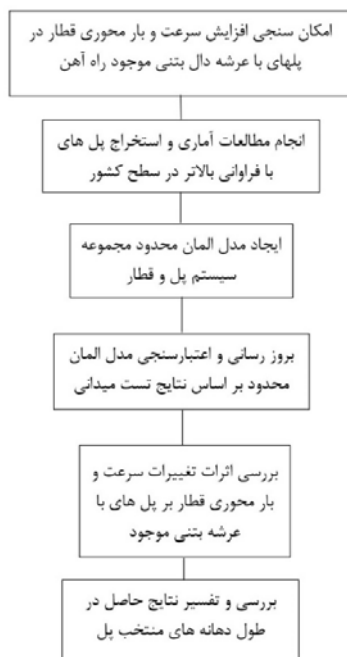 امکان سنجی افزایش سرعت و بار محوری قطار در
پلهای با عرشه دال بتنی موجود راه آهن
انجام مطالعات آماری و استخراج پل های
با فراوانی بالاتر در سطح کشور
ایجاد مدل المان محدود مجموعه
سیستم پل و قطار
بروز رسانی و اعتبارسنجی مدل المان
محدود بر اساس نتایج تست میدانی
بررسی اثرات تغییرات سرعت و
بار محوری قطار بر پل های با
عرشه بتنی موجود
بررسی و تفسیر نتایج حاصل در
طول دهانه های منتخب پل